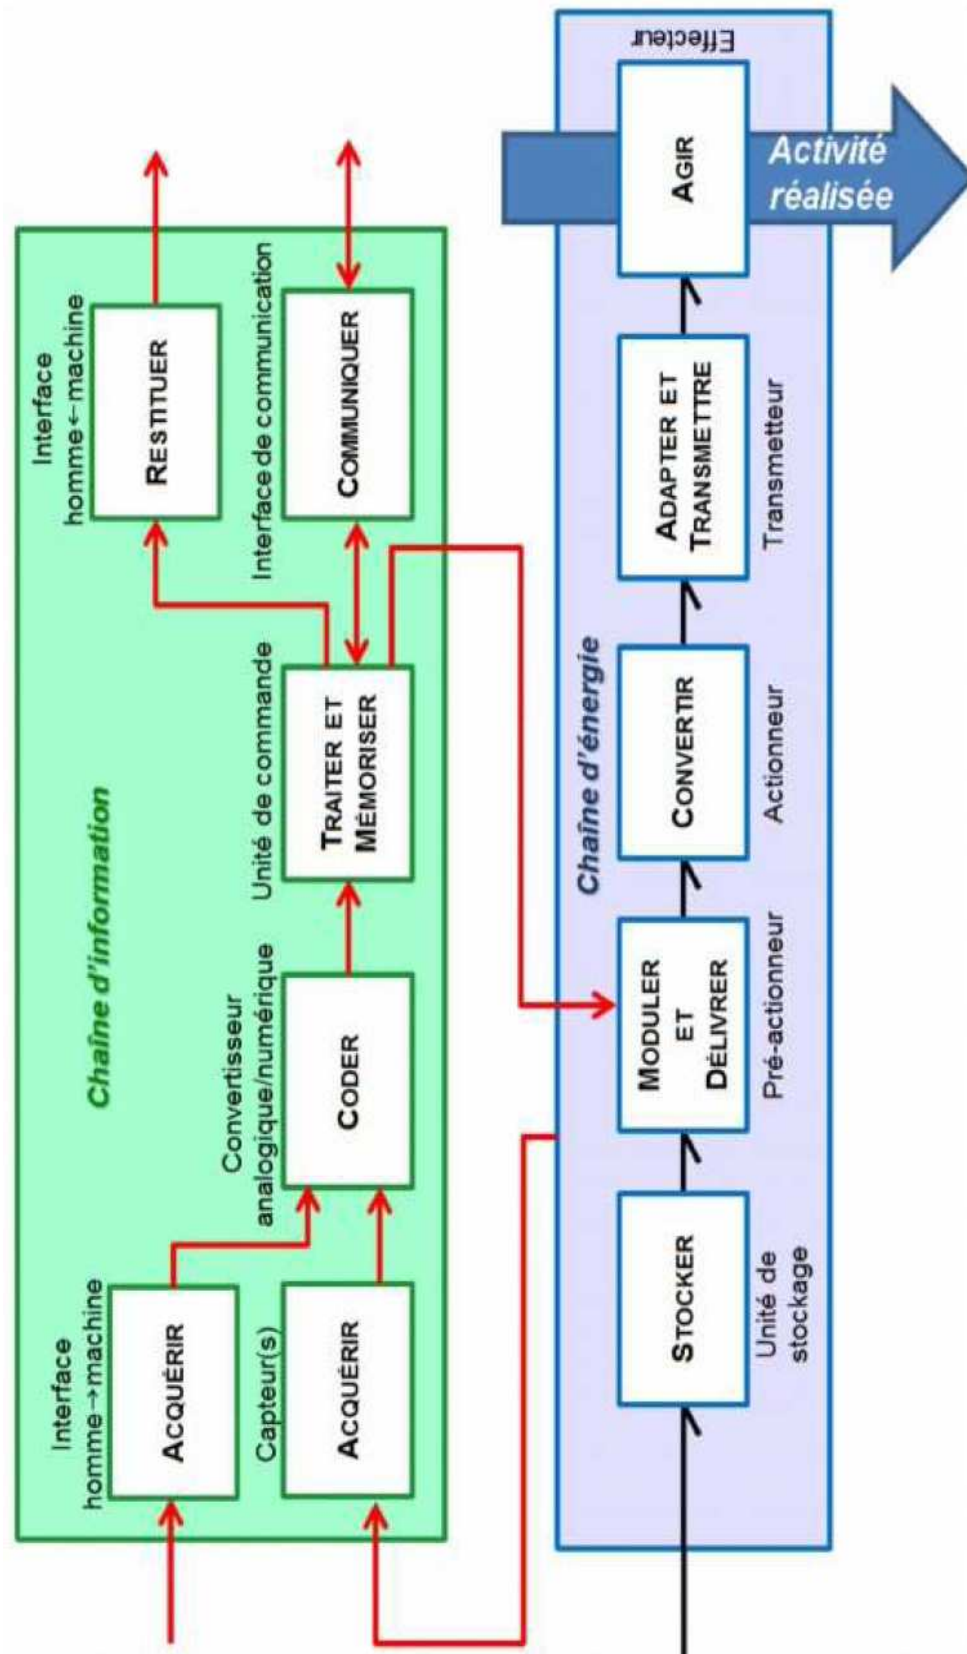 Chaîne d'information
Interface
homme→machine
ACQUÉRIR
Capteur(s)
ACQUÉRIR
Convertisseur
analogique/numérique
CODER
Unité de commande
TRAITER ET
MÉMORISER
Interface
homme←machine
RESTITUER
Interface de communication
COMMUNIQUER
Chaîne d'énergie
STOCKER
Unité de
stockage
MODULER
ET
DÉLIVRER
Pré-actionneur
CONVERTIR
Actionneur
ADAPTER ET
TRANSMETTRE
Transmetteur
AGIR
Effecteur
Activité
réalisée